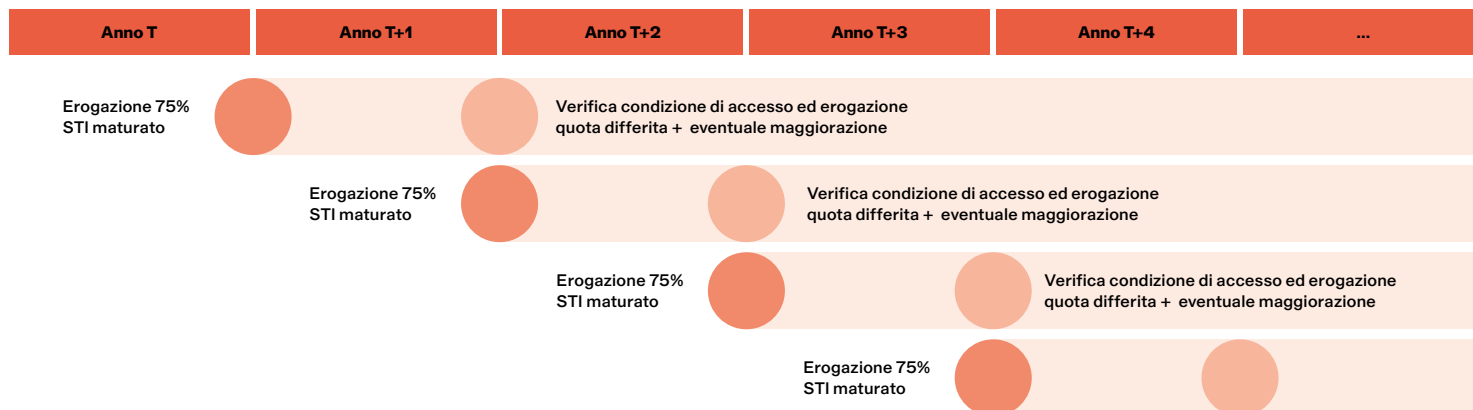 Anno T
Anno T+1
Anno T+2
Anno T+3
Anno T+4
...
Erogazione 75%
STI maturato
Verifica condizione di accesso ed erogazione
quota differita + eventuale maggiorazione
Erogazione 75%
STI maturato
Verifica condizione di accesso ed erogazione
quota differita + eventuale maggiorazione
Erogazione 75%
STI maturato
Verifica condizione di accesso ed erogazione
quota differita + eventuale maggiorazione
Erogazione 75%
STI maturato